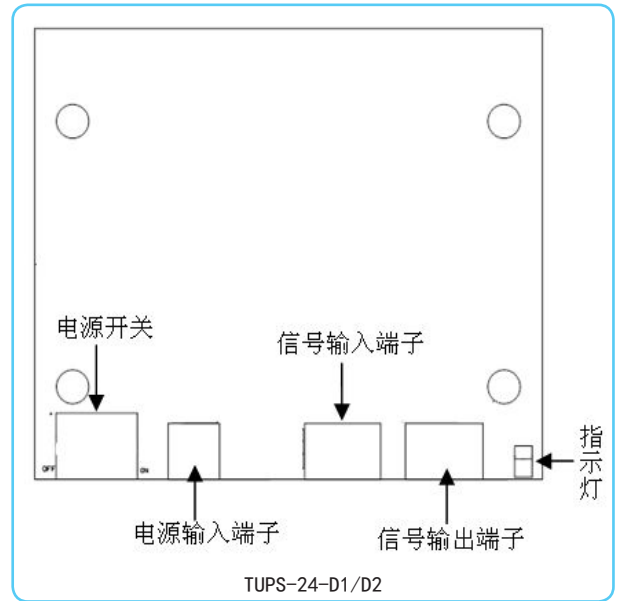 电源开关
信号输入端子
OFF
ON
指示灯
电源输入端子
信号输出端子
TUPS-24-D1/D2